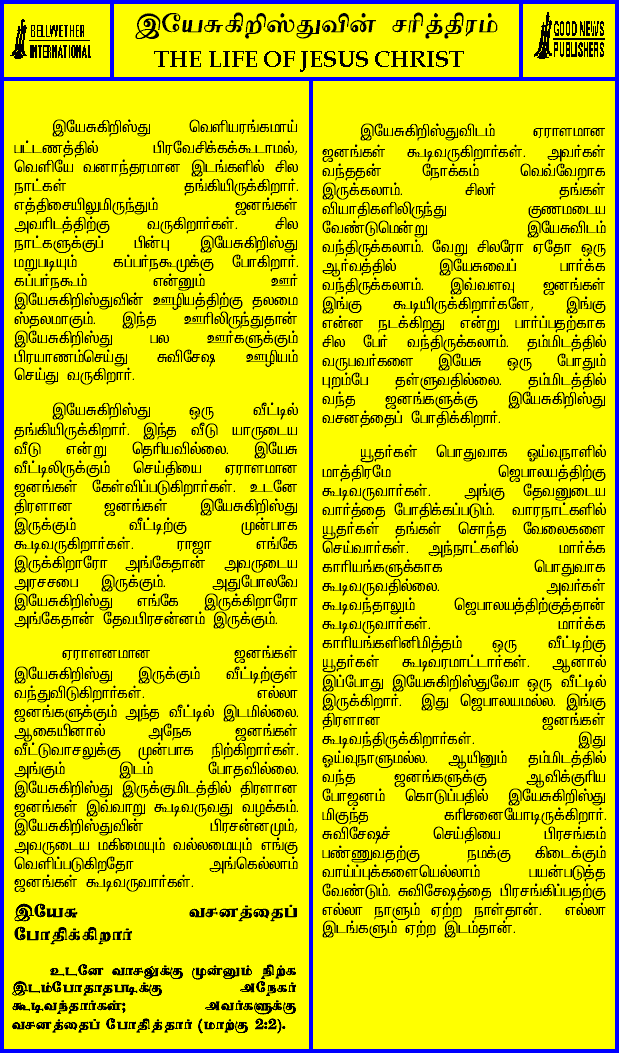 BELLWETHER
INTERNATIONAL
இயேசுகிறிஸ்துவின் சரித்திரம்
THE LIFE OF JESUS CHRIST
GOOD NEWS
PUBLISHERS
இயேசுகிறிஸ்து வெளியரங்கமாய்
பட்டணத்தில் பிரவேசிக்கக்கூடாமல்,
வெளியே வனாந்தரமான இடங்களில் சில
நாட்கள் தங்கியிருக்கிறார்.
எத்திசையிலுமிருந்தும் ஜனங்கள்
அவரிடத்திற்கு வருகிறார்கள். சில
நாட்களுக்குப் பின்பு இயேசுகிறிஸ்து
மறுபடியும் கப்பர்நகூமுக்கு போகிறார்.
கப்பர்நகூம் என்னும் ஊர்
இயேசுகிறிஸ்துவின் ஊழியத்திற்கு தலமை
ஸ்தலமாகும். இந்த ஊரிலிருந்துதான்
இயேசுகிறிஸ்து பல ஊர்களுக்கும்
பிரயாணம்செய்து சுவிசேஷ ஊழியம்
செய்து வருகிறார்.
இயேசுகிறிஸ்து ஒரு வீட்டில்
தங்கியிருக்கிறார். இந்த வீடு யாருடைய
வீடு என்று தெரியவில்லை. இயேசு
வீட்டிலிருக்கும் செய்தியை ஏராளமான
ஜனங்கள் கேள்விப்படுகிறார்கள். உடனே
திரளான ஜனங்கள் இயேசுகிறிஸ்து
இருக்கும் வீட்டிற்கு முன்பாக
கூடிவருகிறார்கள். ராஜா எங்கே
இருக்கிறாரோ அங்கேதான் அவருடைய
அரசசபை இருக்கும். அதுபோலவே
இயேசுகிறிஸ்து எங்கே இருக்கிறாரோ
அங்கேதான் தேவபிரசன்னம் இருக்கும்.
ஏராளனமான ஜனங்கள்
இயேசுகிறிஸ்து இருக்கும் வீட்டிற்குள்
வந்துவிடுகிறார்கள். எல்லா
ஜனங்களுக்கும் அந்த வீட்டில் இடமில்லை.
ஆகையினால் அநேக ஜனங்கள்
வீட்டுவாசலுக்கு முன்பாக நிற்கிறார்கள்.
அங்கும் இடம் போதவில்லை.
இயேசுகிறிஸ்து இருக்குமிடத்தில் திரளான
ஜனங்கள் இவ்வாறு கூடிவருவது வழக்கம்.
இயேசுகிறிஸ்துவின் பிரசன்னமும்,
அவருடைய மகிமையும் வல்லமையும் எங்கு
வெளிப்படுகிறதோ அங்கெல்லாம்
ஜனங்கள் கூடிவருவார்கள்.
இயேசு வசனத்தைப்
போதிக்கிறார்
உடனே வாசலுக்கு முன்னும் நிற்க
இடம்போதாதபடிக்கு அநேகர்
கூடிவந்தார்கள்; அவர்களுக்கு
வசனத்தைப் போதித்தார் (மாற்கு 2:2).
இயேசுகிறிஸ்துவிடம் ஏராளமான
ஜனங்கள் கூடிவருகிறார்கள். அவர்கள்
வந்ததன் நோக்கம் வெவ்வேறாக
இருக்கலாம். சிலர் தங்கள்
வியாதிகளிலிருந்து குணமடைய
வேண்டுமென்று இயேசுவிடம்
வந்திருக்கலாம். வேறு சிலரோ ஏதோ ஒரு
ஆர்வத்தில் இயேசுவைப் பார்க்க
வந்திருக்கலாம். இவ்வளவு ஜனங்கள்
இங்கு கூடியிருக்கிறார்களே, இங்கு
என்ன நடக்கிறது என்று பார்ப்பதற்காக
சில பேர் வந்திருக்கலாம். தம்மிடத்தில்
வருபவர்களை இயேசு ஒரு போதும்
புறம்பே தள்ளுவதில்லை. தம்மிடத்தில்
வந்த ஜனங்களுக்கு இயேசுகிறிஸ்து
வசனத்தைப் போதிக்கிறார்.
யூதர்கள் பொதுவாக ஓய்வுநாளில்
மாத்திரமே ஜெபாலயத்திற்கு
கூடிவருவார்கள். அங்கு தேவனுடைய
வார்த்தை போதிக்கப்படும். வாரநாட்களில்
யூதர்கள் தங்கள் சொந்த வேலைகளை
செய்வார்கள். அந்நாட்களில் மார்க்க
காரியங்களுக்காக பொதுவாக
கூடிவருவதில்லை. அவர்கள்
கூடிவந்தாலும் ஜெபாலயத்திற்குத்தான்
கூடிவருவார்கள். மார்க்க
காரியங்களினிமித்தம் ஒரு வீட்டிற்கு
யூதர்கள் கூடிவரமாட்டார்கள். ஆனால்
இப்போது இயேசுகிறிஸ்துவோ ஒரு வீட்டில்
இருக்கிறார். இது ஜெபாலயமல்ல. இங்கு
திரளான ஜனங்கள்
கூடிவந்திருக்கிறார்கள். இது
ஓய்வுநாளுமல்ல. ஆயினும் தம்மிடத்தில்
வந்த ஜனங்களுக்கு ஆவிக்குரிய
போஜனம் கொடுப்பதில் இயேசுகிறிஸ்து
மிகுந்த கரிசனையோடிருக்கிறார்.
சுவிசேஷச் செய்தியை பிரசங்கம்
பண்ணுவதற்கு நமக்கு கிடைக்கும்
வாய்ப்புக்களையெல்லாம் பயன்படுத்த
வேண்டும். சுவிசேஷத்தை பிரசங்கிப்பதற்கு
எல்லா நாளும் ஏற்ற நாள்தான். எல்லா
இடங்களும் ஏற்ற இடம்தான்.